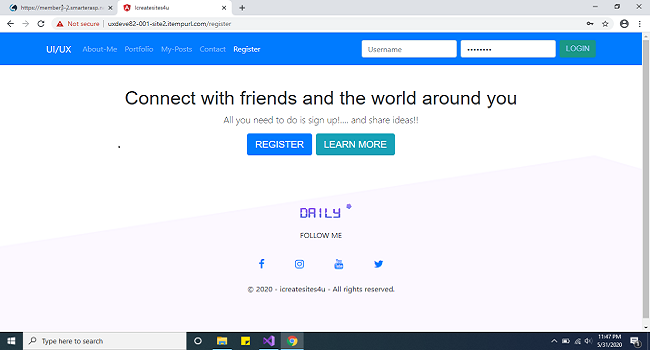 https://member3-2.smarterasp.n
Icreatesites4u
Not secure | uxdeve82-001-site2.itempurl.com/register
UI/UX About-Me Portfolio My-Posts Contact Register Username •••••••• LOGIN
Connect with friends and the world around you
All you need to do is sign up!.... and share ideas!!
REGISTER LEARN MORE
DAILY
FOLLOW ME
© 2020 - icreatesites4u - All rights reserved.
Type here to search
11:47 PM
5/31/2020